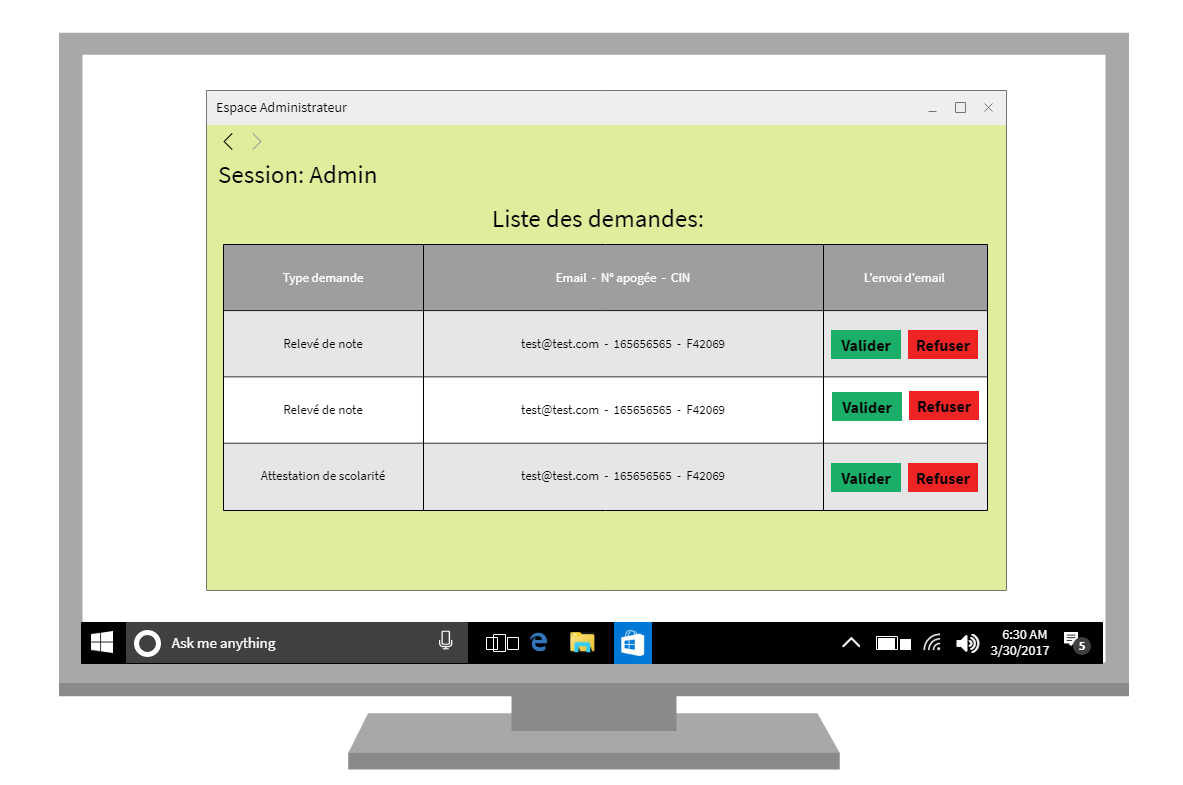 Espace Administrateur
Session: Admin
Liste des demandes:
Type demande Email - N° apogée - CIN L'envoi d'email
Relevé de note test@test.com - 165656565 - F42069 Valider Refuser
Relevé de note test@test.com - 165656565 - F42069 Valider Refuser
Attestation de scolarité test@test.com - 165656565 - F42069 Valider Refuser
Ask me anything 6:30 AM
3/30/2017 5